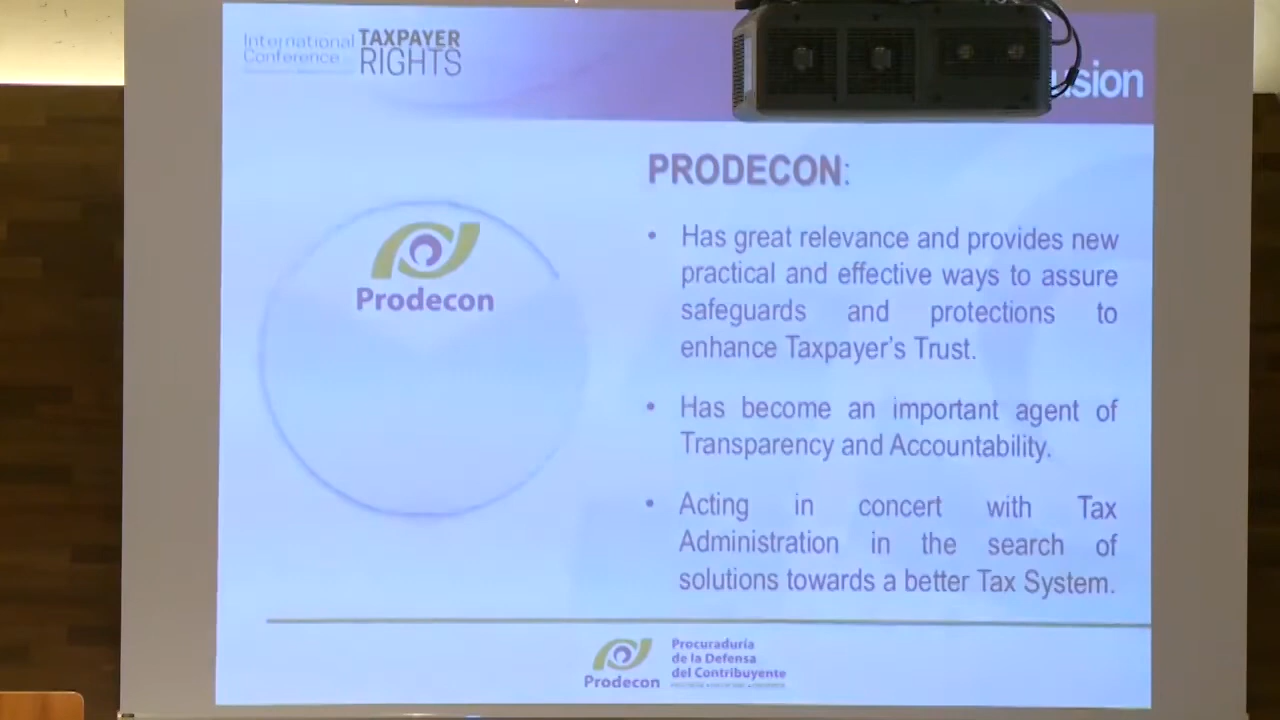 International
Conference
TAXPAYER
RIGHTS
usion
PRODECON:
• Has great relevance and provides new
practical and effective ways to assure
safeguards and protections to
enhance Taxpayer's Trust.
• Has become an important agent of
Transparency and Accountability.
• Acting in concert with Tax
Administration in the search of
solutions towards a better Tax System.
Prodecon
Prodecon
Procuraduría
de la Defensa
del Contribuyente